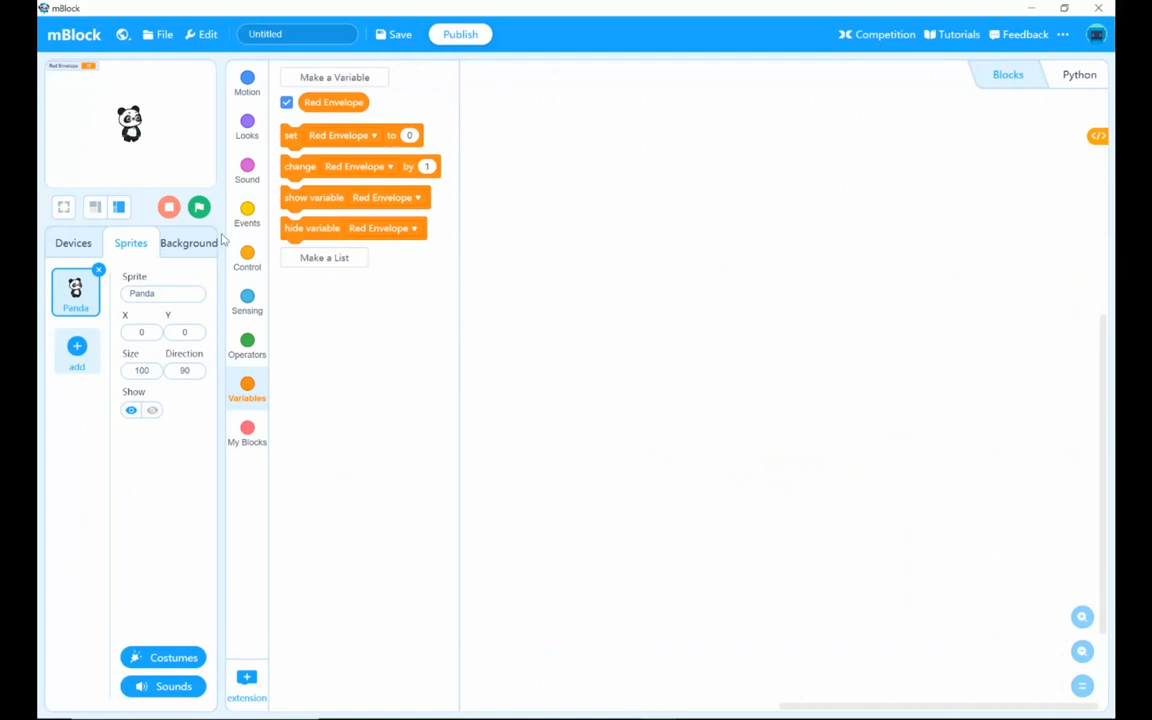 mBlock
mBlock File Edit Untitled Save Publish Competition Tutorials Feedback ...
Red Envelope
Make a Variable
Blocks Python
Motion
Looks
Sound
Events
Control
Sensing
Operators
Variables
My Blocks
extension
Red Envelope
set Red Envelope to 0
change Red Envelope by 1
show variable Red Envelope
hide variable Red Envelope
Make a List
Devices Sprites Background
Panda
add
Sprite
Panda
X Y
0 0
Size Direction
100 90
Show
Costumes
Sounds